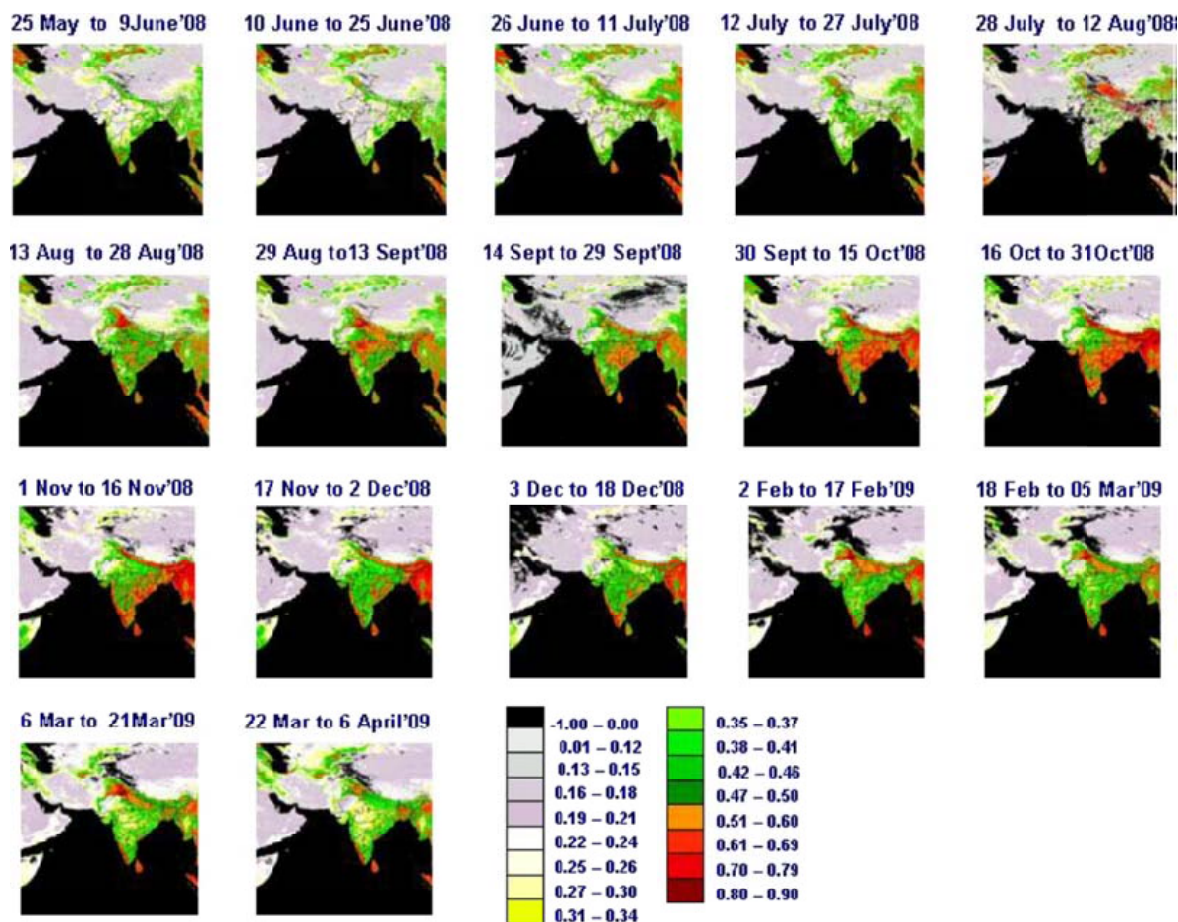 25 May to 9June'08 10 June to 25 June'08 26 June to 11 July'08 12 July to 27 July'08 28 July to 12 Aug'08
13 Aug to 28 Aug'08 29 Aug to13 Sept'08 14 Sept to 29 Sept'08 30 Sept to 15 Oct'08 16 Oct to 31Oct'08
1 Nov to 16 Nov'08 17 Nov to 2 Dec'08 3 Dec to 18 Dec'08 2 Feb to 17 Feb'09 18 Feb to 05 Mar'09
6 Mar to 21Mar'09 22 Mar to 6 April'09
-1.00 – 0.00 0.35 – 0.37
0.01 – 0.12 0.38 – 0.41
0.13 – 0.15 0.42 – 0.46
0.16 – 0.18 0.47 – 0.50
0.19 – 0.21 0.51 – 0.60
0.22 – 0.24 0.61 – 0.69
0.25 – 0.26 0.70 – 0.79
0.27 – 0.30 0.80 – 0.90
0.31 – 0.34